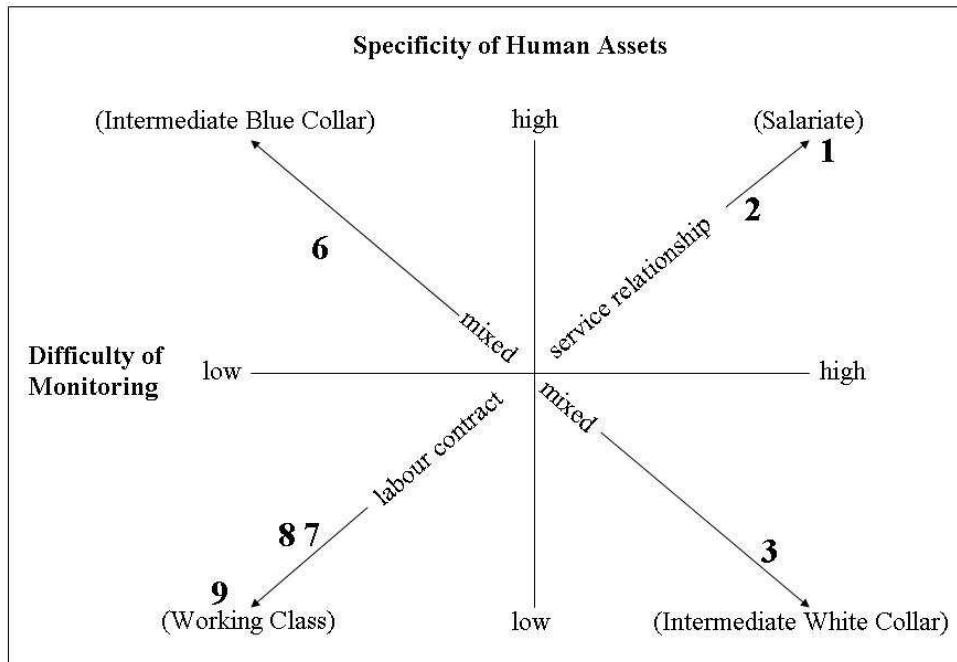 Specificity of Human Assets
(Intermediate Blue Collar)
high
(Salariate)
1
2
6
service relationship
mixed
Difficulty of
Monitoring
low
high
mixed
labour contract
8 7
3
9
(Working Class)
low
(Intermediate White Collar)